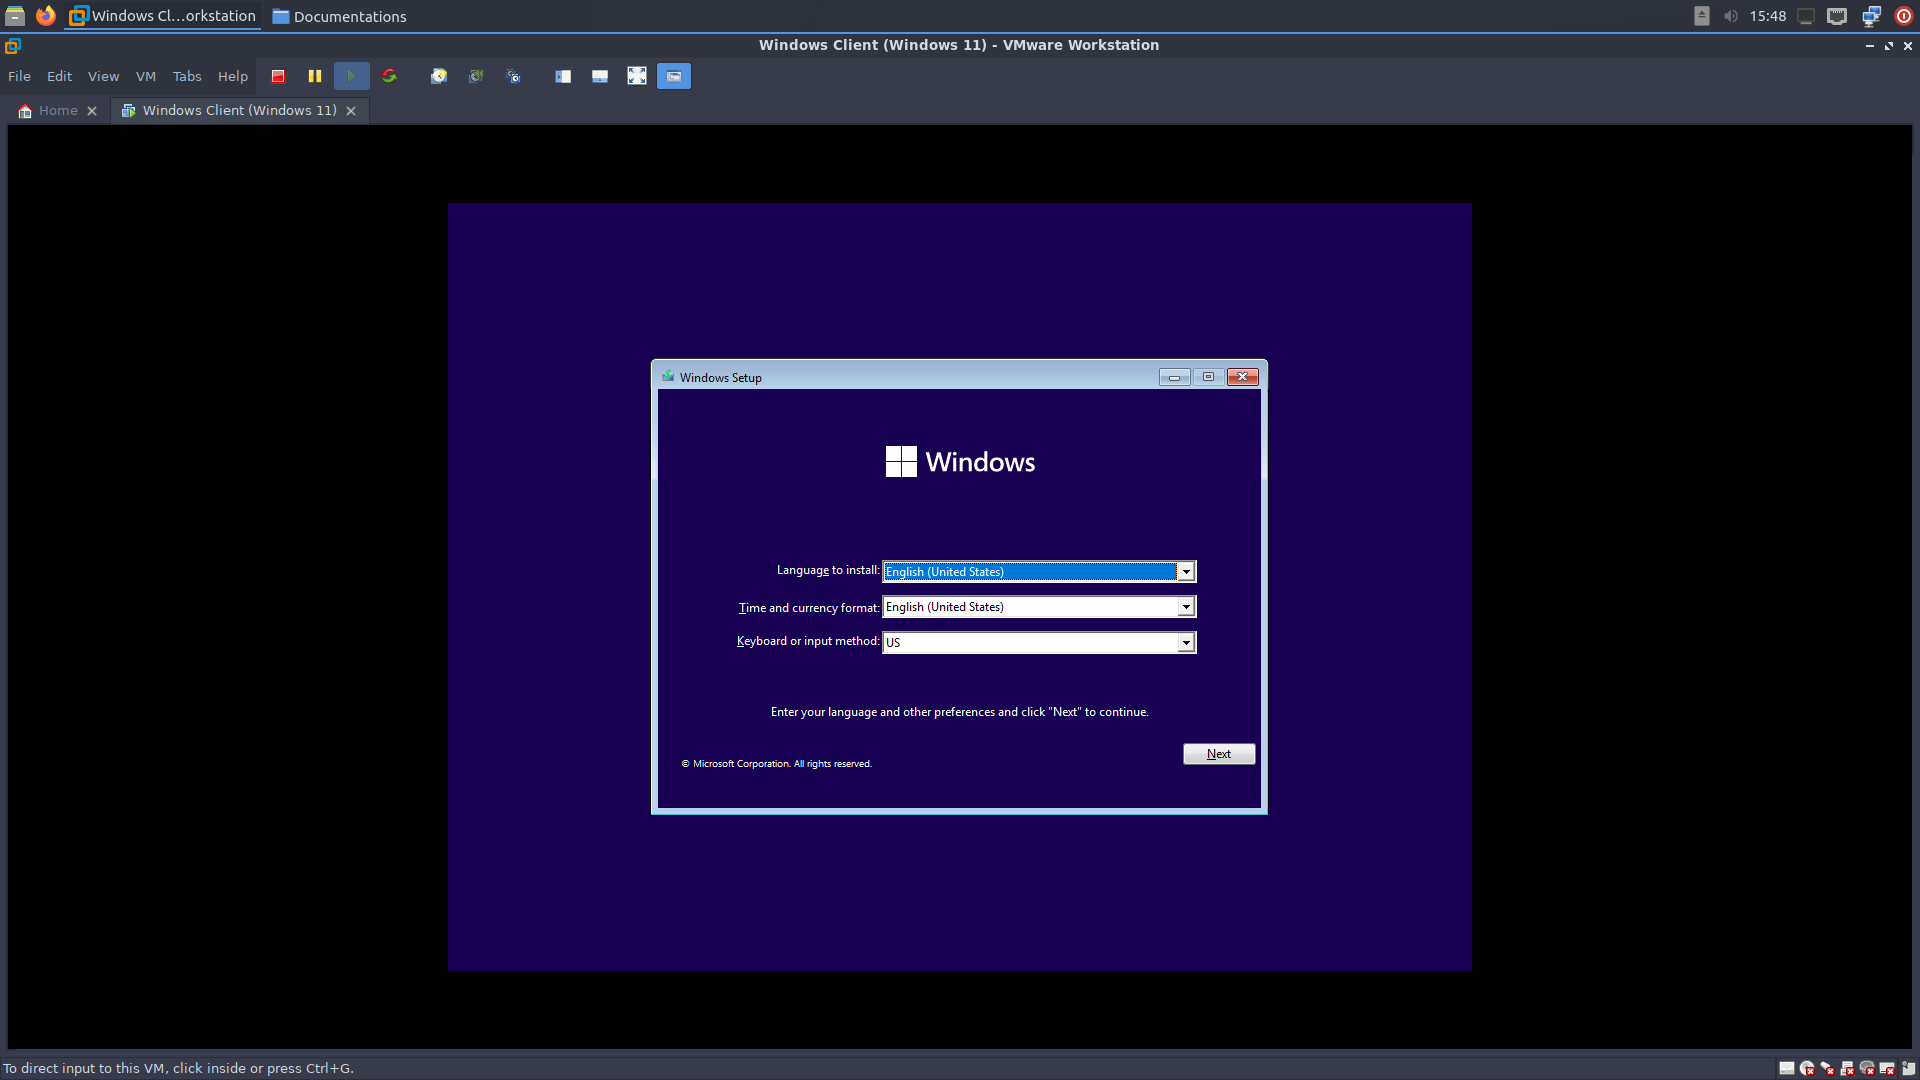 Windows Cl...orkstation
Documentations
15:48
Windows Client (Windows 11) - VMware Workstation
File Edit View VM Tabs Help
Home
Windows Client (Windows 11)
Windows Setup
Windows
Language to install: English (United States)
Time and currency format: English (United States)
Keyboard or input method: US
Enter your language and other preferences and click "Next" to continue.
Next
© Microsoft Corporation. All rights reserved.
To direct input to this VM, click inside or press Ctrl+G.